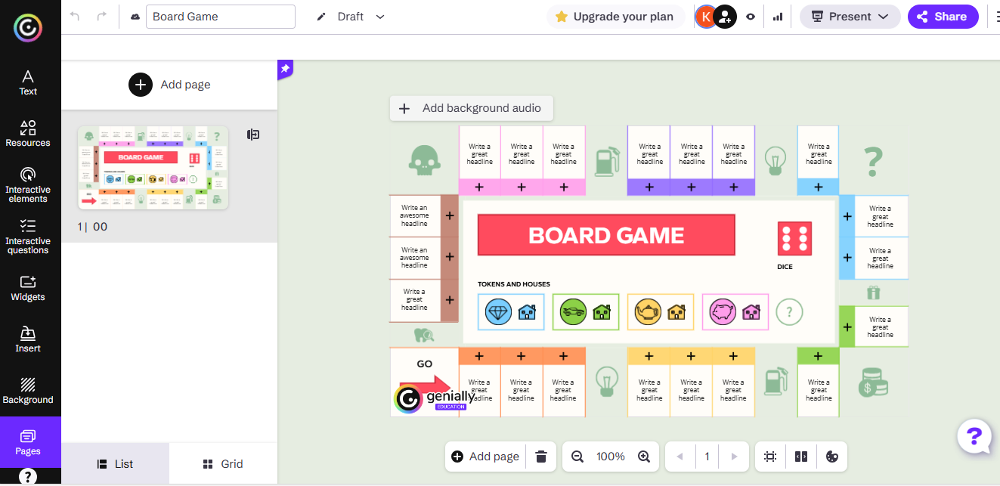 Board Game
Draft
Upgrade your plan
K
Present
Share
Text
Resources
Interactive
elements
Interactive
questions
Widgets
Insert
Background
Pages
?
Add page
BOARD GAME
GO
1| 00
List
Grid
Add background audio
Write a
great
headline
Write a
great
headline
Write a
great
headline
Write a
great
headline
Write a
great
headline
Write a
great
headline
Write a
great
headline
?
+
+
+
+
+
+
+
Write an
awesome
headline
+
Write an
awesome
headline
+
Write a
great
headline
+
BOARD GAME
DICE
TOKENS AND HOUSES
?
+
Write a
great
headline
+
Write a
great
headline
+
Write a
great
headline
GO
genially
EDUCATION
+
+
+
+
+
+
+
Write a
great
headline
Write a
great
headline
Write a
great
headline
Write a
great
headline
Write a
great
headline
Write a
great
headline
$
Write a
great
headline
?
Add page
100%
1